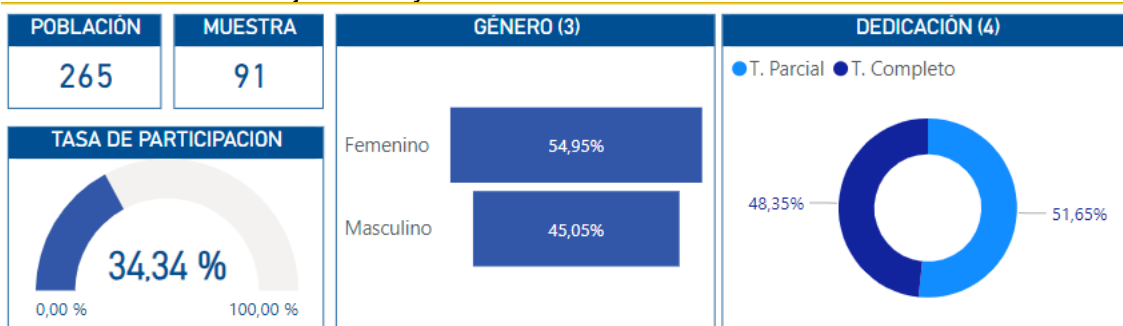 POBLACIÓN
265
MUESTRA
91
TASA DE PARTICIPACION
34,34 %
0,00 %
100,00 %
GÉNERO (3)
Femenino
54,95%
Masculino
45,05%
DEDICACIÓN (4)
T. Parcial T. Completo
48,35%
51,65%